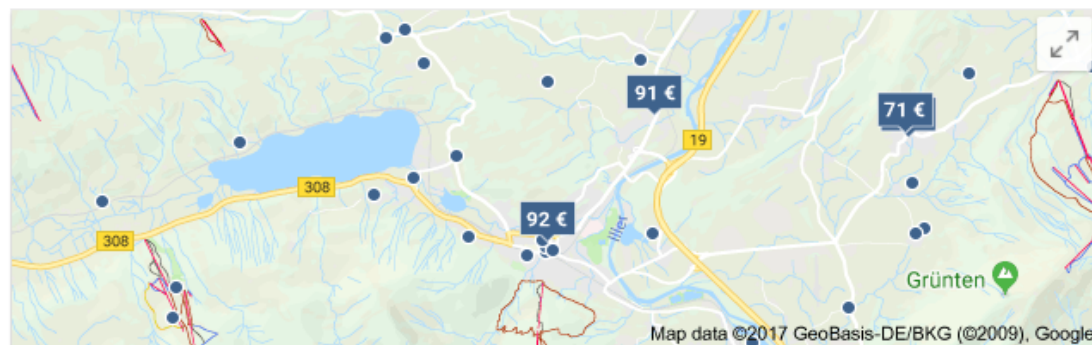 91 €
71 €
19
308
92 €
308
Iller
Grünten
Map data ©2017 GeoBasis-DE/BKG (©2009), Google